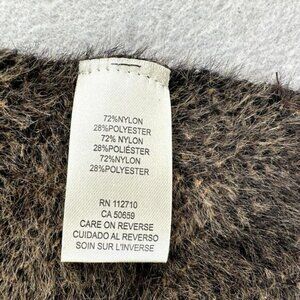 72%NYLON
28%POLYESTER
72% NYLON
28%POLIÉSTER
72%NYLON
28%POLYESTER
RN 112710
CA 50659
CARE ON REVERSE
CUIDADO AL REVERSO
SOIN SUR L'INVERSE